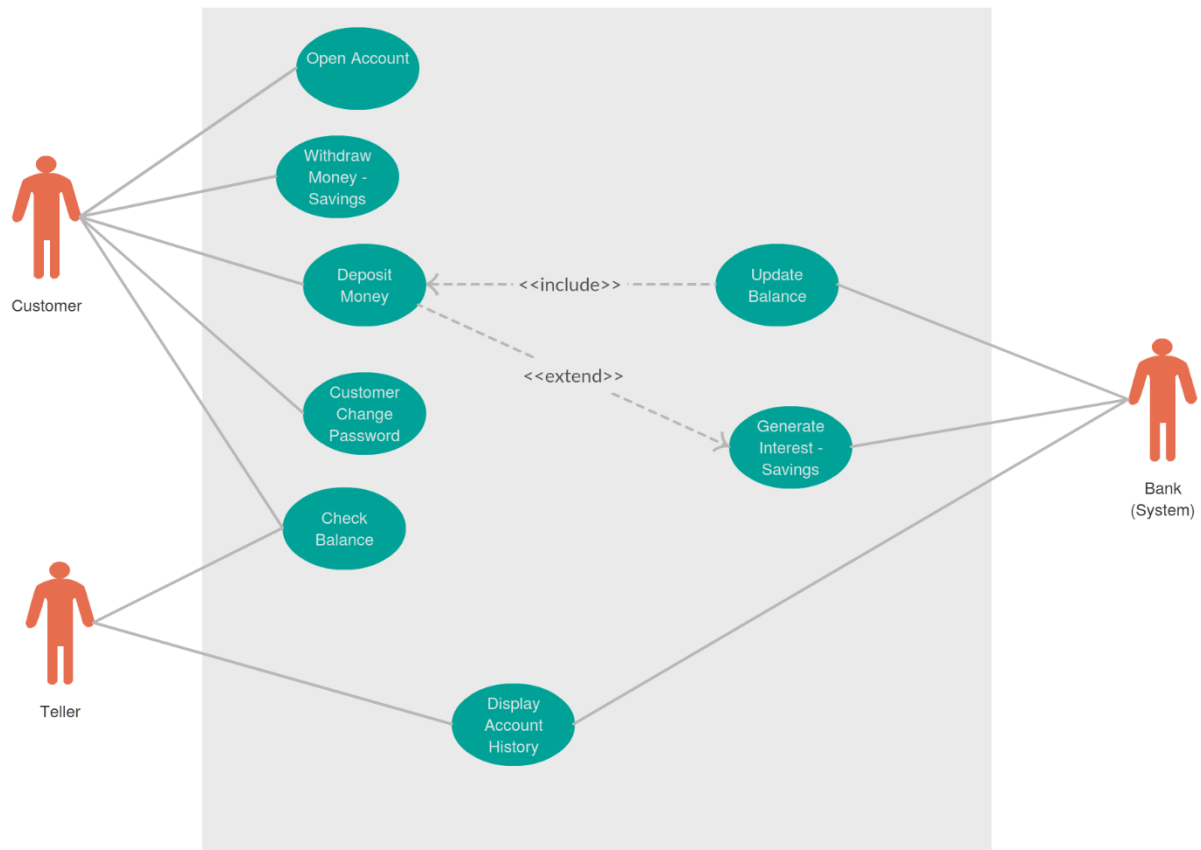 Open Account
Withdraw
Money -
Savings
Customer
Deposit
Money
<<include>>
Update
Balance
<<extend>>
Customer
Change
Password
Generate
Interest -
Savings
Bank
(System)
Check
Balance
Teller
Display
Account
History